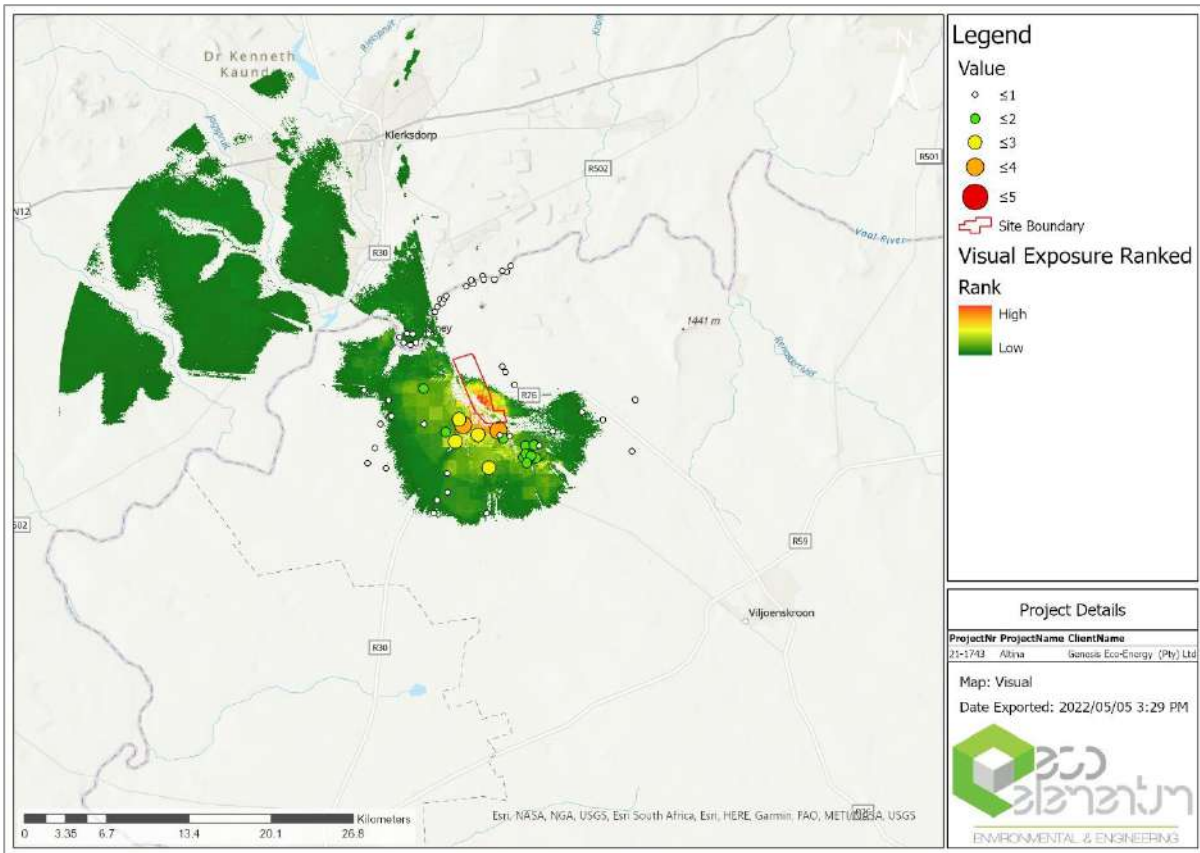 Dr Kenneth
Kaunda
Rietspruit
Jagspruit
Klerksdorp
R501
R502
N12
Vaal River
R30
1441 m
R76
R59
Viljoenskroon
R30
Kilometers
0 3.35 6.7 13.4 20.1 26.8
Esri, NASA, NGA, USGS, Esri South Africa, Esri, HERE, Garmin, FAO, METI/NASA, USGS
N
Legend
Value
≤1
≤2
≤3
≤4
≤5
Site Boundary
Visual Exposure Ranked
Rank
High
Low
Project Details
ProjectNr ProjectName ClientName
21-1743 Altina Genesis Eco-Energy (Pty) Ltd
Map: Visual
Date Exported: 2022/05/05 3:29 PM
eco
elementum
ENVIRONMENTAL & ENGINEERING